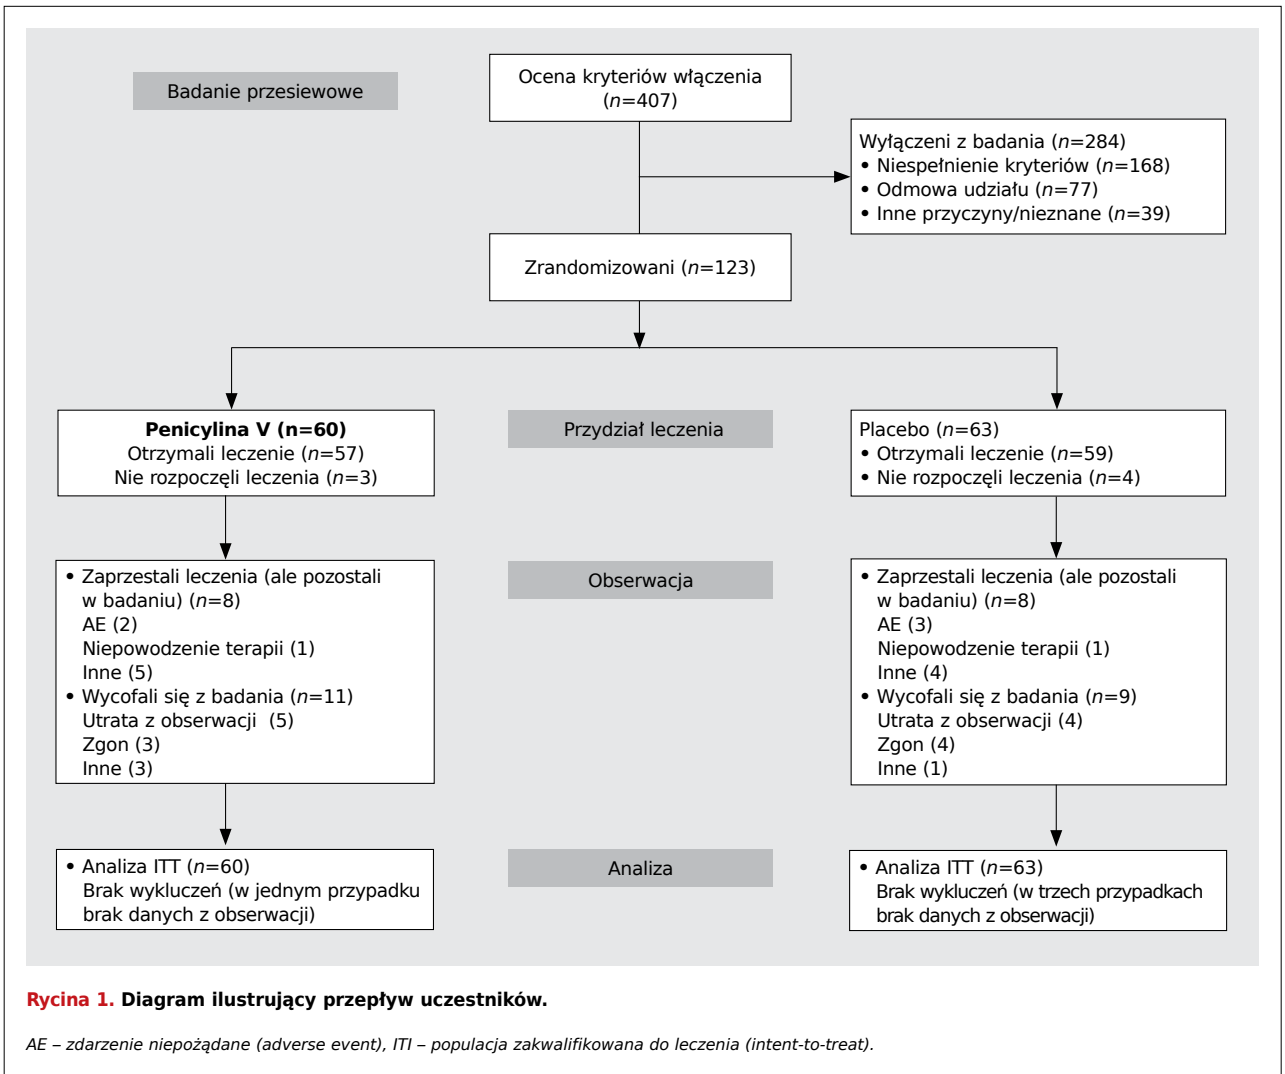 Badanie przesiewowe
Ocena kryteriów włączenia
(n=407)
Wyłączeni z badania (n=284)
• Niespełnienie kryteriów (n=168)
• Odmowa udziału (n=77)
• Inne przyczyny/nieznane (n=39)
Zrandomizowani (n=123)
Penicylina V (n=60)
Otrzymali leczenie (n=57)
Nie rozpoczęli leczenia (n=3)
Przydział leczenia
Placebo (n=63)
• Otrzymali leczenie (n=59)
• Nie rozpoczęli leczenia (n=4)
• Zaprzestali leczenia (ale pozostali
w badaniu) (n=8)
AE (2)
Niepowodzenie terapii (1)
Inne (5)
• Wycofali się z badania (n=11)
Utrata z obserwacji (5)
Zgon (3)
Inne (3)
Obserwacja
• Zaprzestali leczenia (ale pozostali
w badaniu) (n=8)
AE (3)
Niepowodzenie terapii (1)
Inne (4)
• Wycofali się z badania (n=9)
Utrata z obserwacji (4)
Zgon (4)
Inne (1)
• Analiza ITT (n=60)
Brak wykluczeń (w jednym przypadku
brak danych z obserwacji)
Analiza
• Analiza ITT (n=63)
Brak wykluczeń (w trzech przypadkach
brak danych z obserwacji)
Rycina 1. Diagram ilustrujący przepływ uczestników.
AE – zdarzenie niepożądane (adverse event), ITI – populacja zakwalifikowana do leczenia (intent-to-treat).